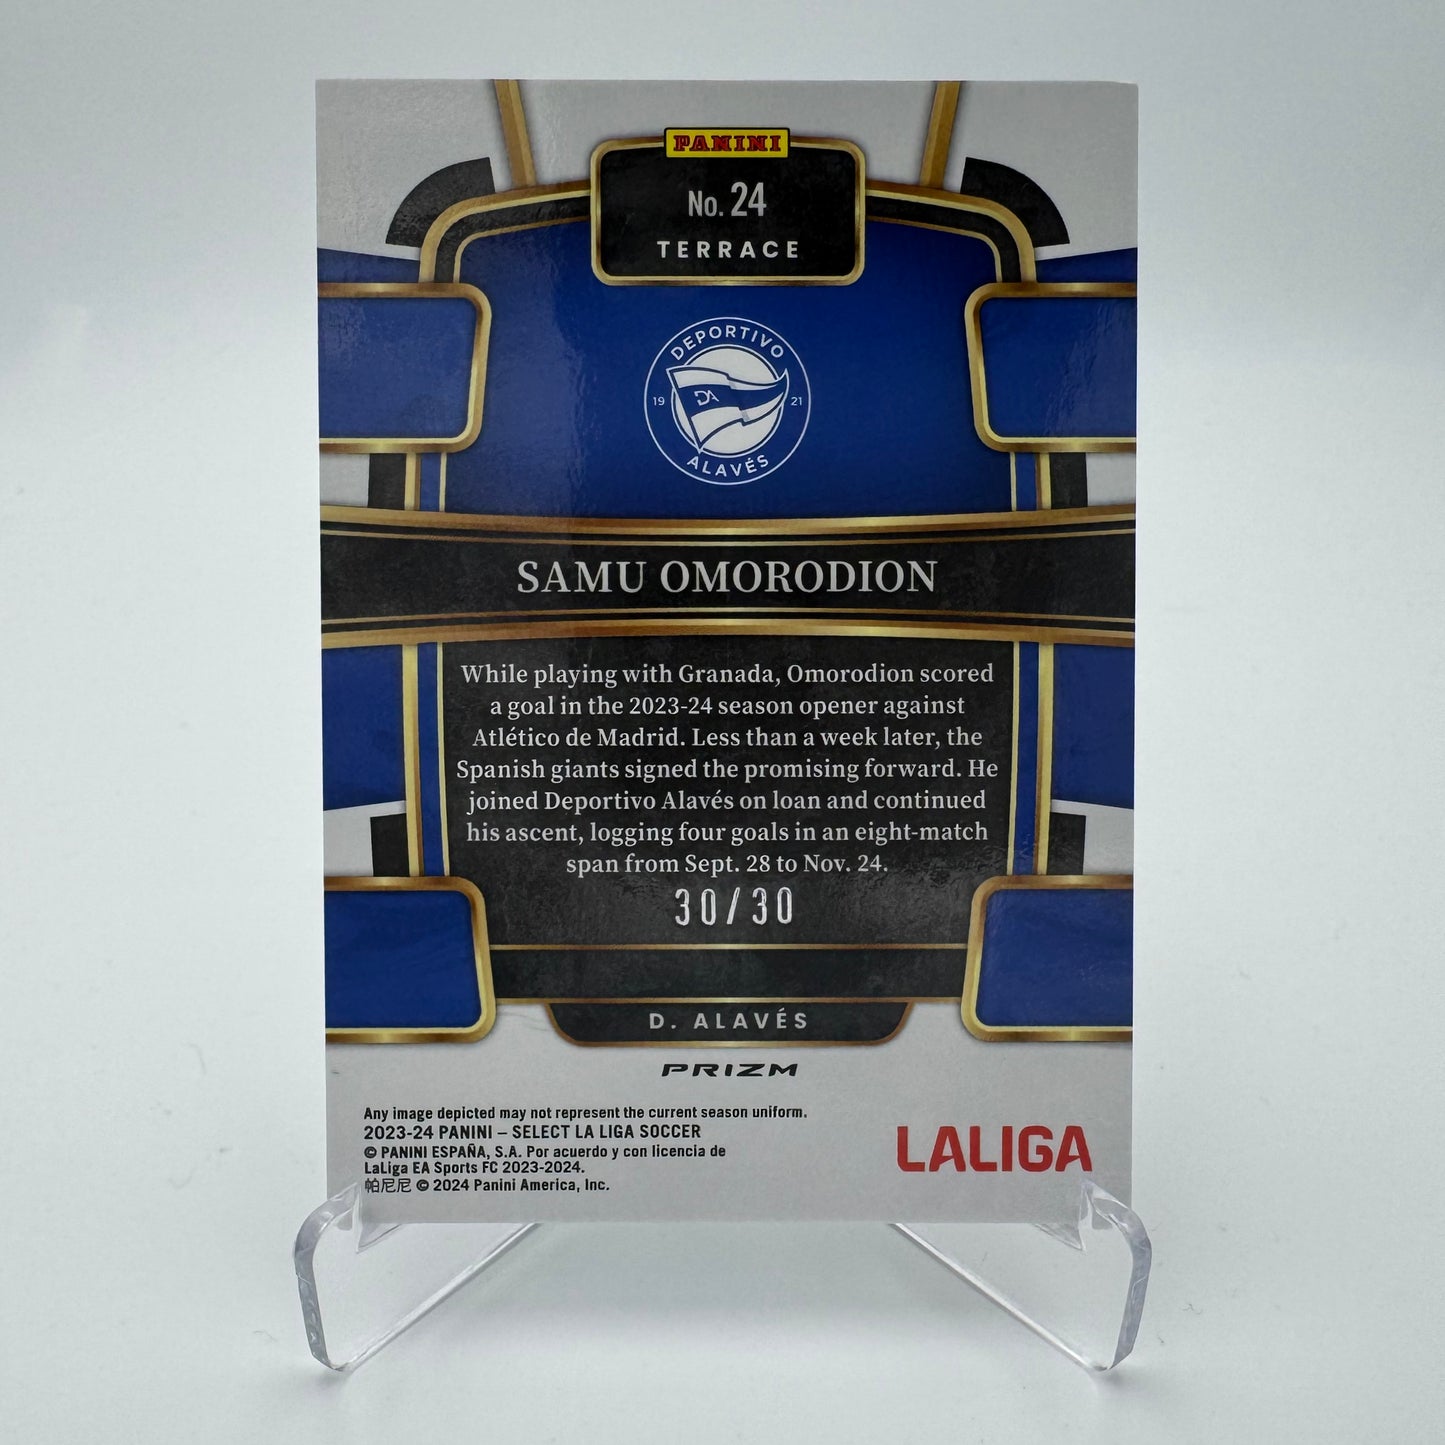 PANINI
No. 24
TERRACE
DEPORTIVO
19 DA 21
ALAVÉS
SAMU OMORODION
While playing with Granada, Omorodion scored
a goal in the 2023-24 season opener against
Atlético de Madrid. Less than a week later, the
Spanish giants signed the promising forward. He
joined Deportivo Alavés on loan and continued
his ascent, logging four goals in an eight-match
span from Sept. 28 to Nov. 24.
30/30
D. ALAVÉS
PRIZM
Any image depicted may not represent the current season uniform.
2023-24 PANINI – SELECT LA LIGA SOCCER
© PANINI ESPAÑA, S.A. Por acuerdo y con licencia de
LaLiga EA Sports FC 2023-2024.
帕尼尼 © 2024 Panini America, Inc.
LALIGA